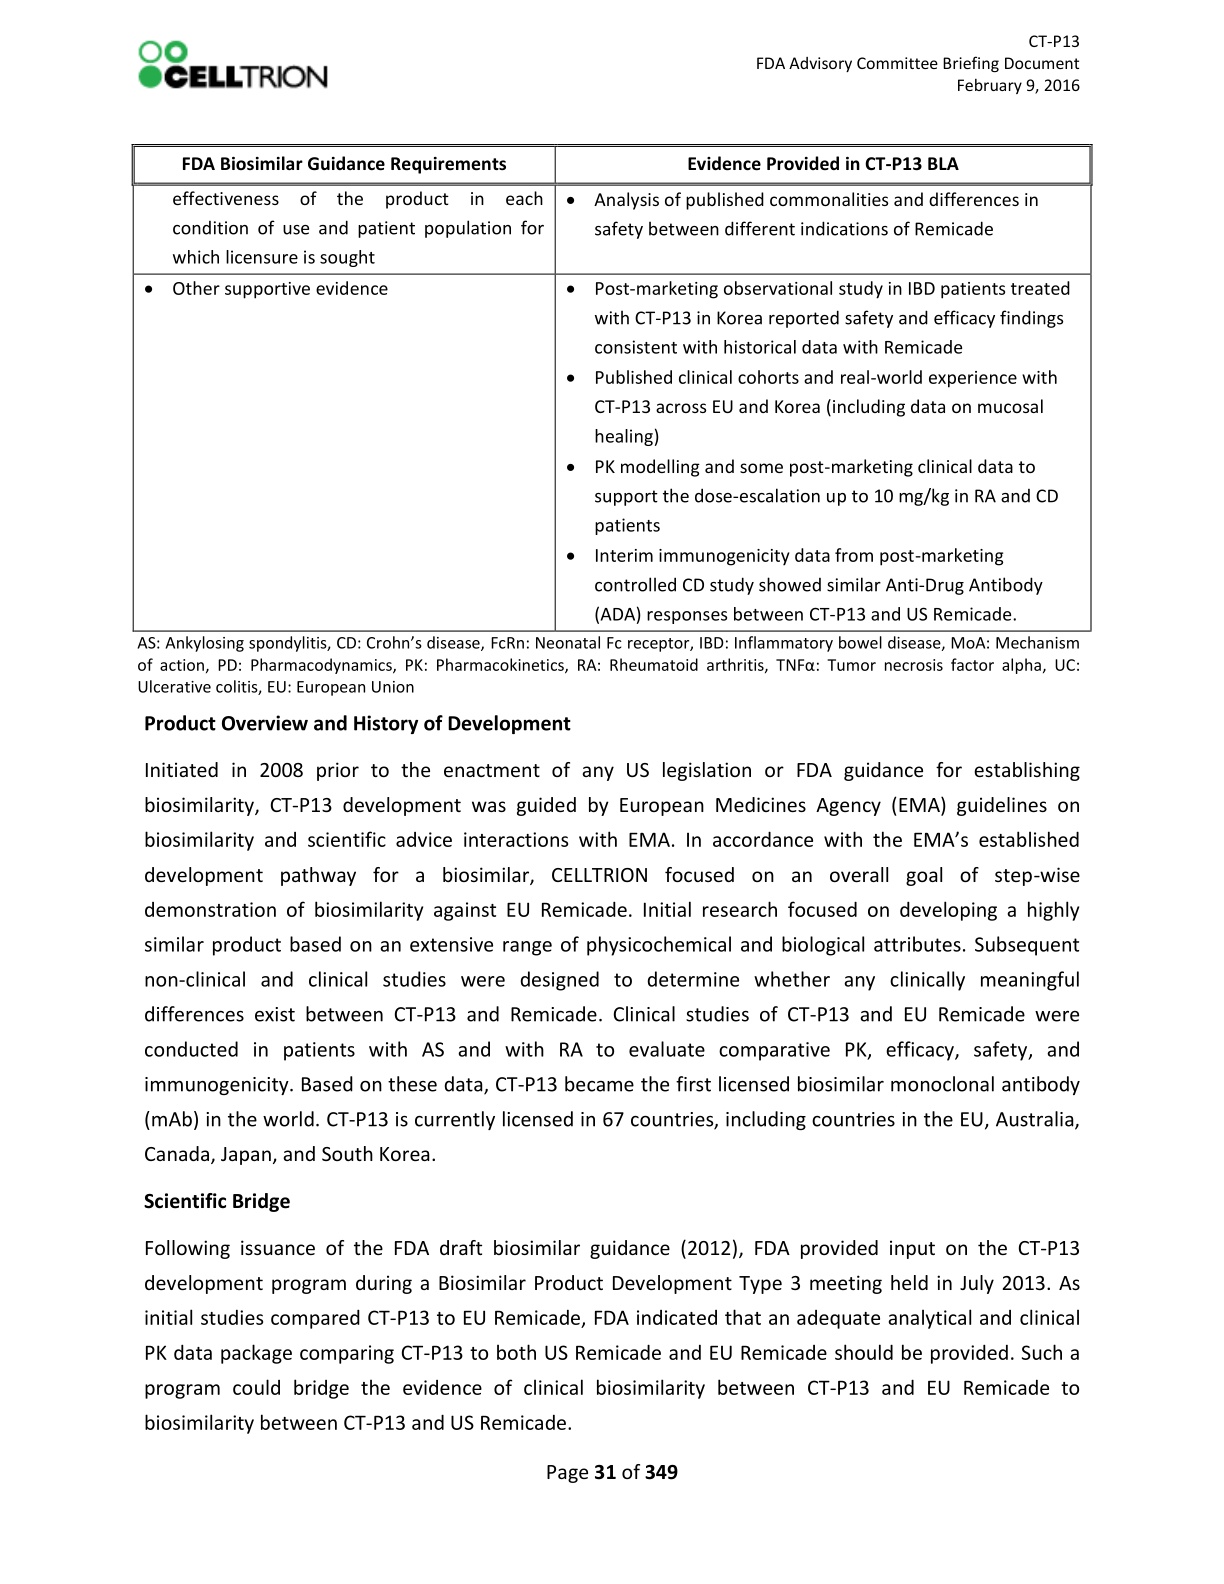 CELLTRION
CT-P13
FDA Advisory Committee Briefing Document
February 9, 2016
FDA Biosimilar Guidance Requirements
Evidence Provided in CT-P13 BLA
effectiveness of the product in each
condition of use and patient population for
which licensure is sought
• Analysis of published commonalities and differences in
safety between different indications of Remicade
• Other supportive evidence
• Post-marketing observational study in IBD patients treated
with CT-P13 in Korea reported safety and efficacy findings
consistent with historical data with Remicade
• Published clinical cohorts and real-world experience with
CT-P13 across EU and Korea (including data on mucosal
healing)
• PK modelling and some post-marketing clinical data to
support the dose-escalation up to 10 mg/kg in RA and CD
patients
• Interim immunogenicity data from post-marketing
controlled CD study showed similar Anti-Drug Antibody
(ADA) responses between CT-P13 and US Remicade.
AS: Ankylosing spondylitis, CD: Crohn’s disease, FcRn: Neonatal Fc receptor, IBD: Inflammatory bowel disease, MoA: Mechanism
of action, PD: Pharmacodynamics, PK: Pharmacokinetics, RA: Rheumatoid arthritis, TNFα: Tumor necrosis factor alpha, UC:
Ulcerative colitis, EU: European Union
Product Overview and History of Development
Initiated in 2008 prior to the enactment of any US legislation or FDA guidance for establishing
biosimilarity, CT-P13 development was guided by European Medicines Agency (EMA) guidelines on
biosimilarity and scientific advice interactions with EMA. In accordance with the EMA’s established
development pathway for a biosimilar, CELLTRION focused on an overall goal of step-wise
demonstration of biosimilarity against EU Remicade. Initial research focused on developing a highly
similar product based on an extensive range of physicochemical and biological attributes. Subsequent
non-clinical and clinical studies were designed to determine whether any clinically meaningful
differences exist between CT-P13 and Remicade. Clinical studies of CT-P13 and EU Remicade were
conducted in patients with AS and with RA to evaluate comparative PK, efficacy, safety, and
immunogenicity. Based on these data, CT-P13 became the first licensed biosimilar monoclonal antibody
(mAb) in the world. CT-P13 is currently licensed in 67 countries, including countries in the EU, Australia,
Canada, Japan, and South Korea.
Scientific Bridge
Following issuance of the FDA draft biosimilar guidance (2012), FDA provided input on the CT-P13
development program during a Biosimilar Product Development Type 3 meeting held in July 2013. As
initial studies compared CT-P13 to EU Remicade, FDA indicated that an adequate analytical and clinical
PK data package comparing CT-P13 to both US Remicade and EU Remicade should be provided. Such a
program could bridge the evidence of clinical biosimilarity between CT-P13 and EU Remicade to
biosimilarity between CT-P13 and US Remicade.
Page 31 of 349